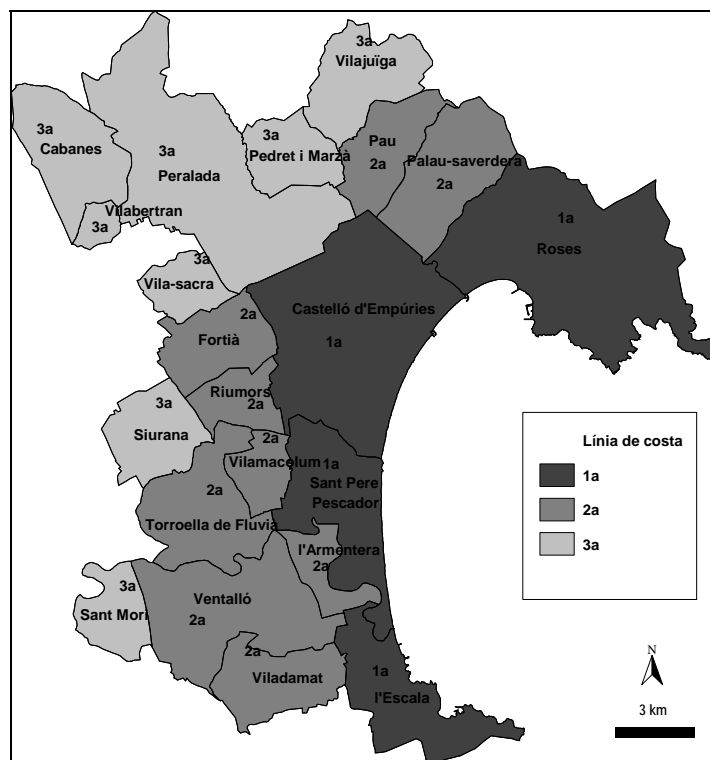 3a
Vilajuïga
3a
Cabanes
3a
Peralada
3a
Pedret i Marzà
Pau
2a
Palau-saverdera
2a
Vilabertran
3a
1a
Roses
3a
Vila-sacra
Castelló d'Empúries
1a
2a
Fortià
Riumors
2a
3a
Siurana
2a
Vilamacolum
1a
Sant Pere
Pescador
2a
Torroella de Fluvia
l'Armentera
2a
3a
Sant Mori
Ventalló
2a
2a
Viladamat
1a
l'Escala
Línia de costa
1a
2a
3a
N
3 km